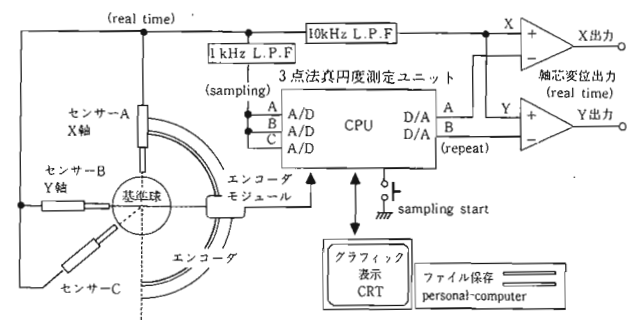 (real time)
10kHz L.P.F
1kHz L.P.F
X
X出力
(sampling)
3点法真円度測定ユニット
軸芯変位出力
(real time)
センサーA
X軸
A
A/D
B
A/D
C
A/D
CPU
D/A
A
D/A
B
Y
Y出力
(repeat)
センサーB
Y軸
基準球
エンコーダ
モジュール
sampling start
エンコーダ
センサーC
グラフィック
表示
CRT
ファイル保存
personal-computer
+
−
+
−